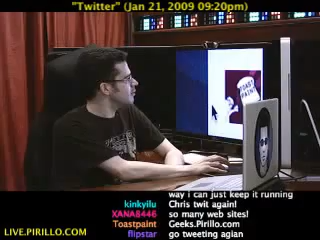 "Twitter" (Jan 21, 2009 09:20pm)
TOAST
PAINT
way i can just keep it running
kinkyilu Chris twit again!
XANA8446 so many web sites!
Toastpaint Geeks.Pirillo.com
flipstar go tweeting agian
LIVE.PIRILLO.COM